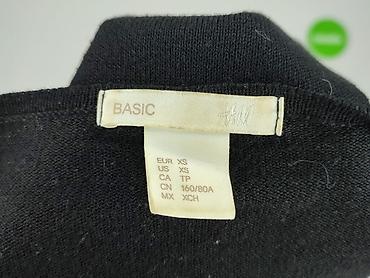 BASIC H&M
EUR XS
US XS
CA TP
CN 160/80A
MX XCH